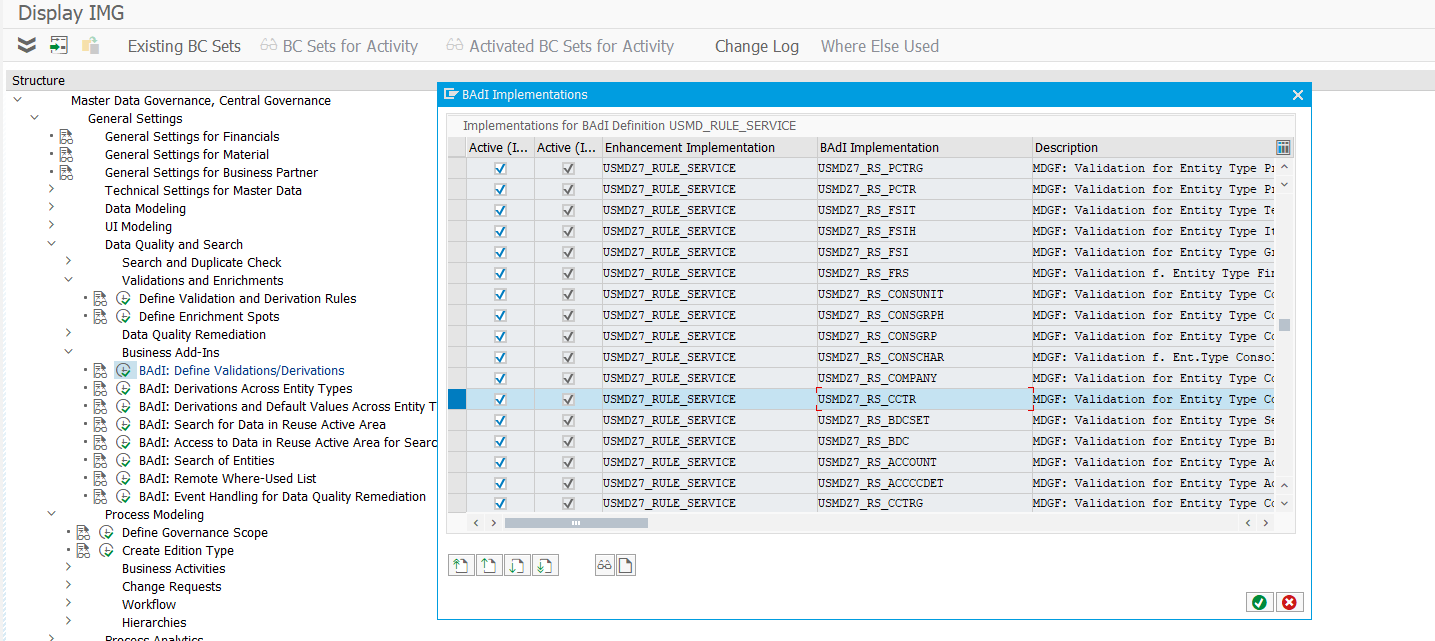 Display IMG
Existing BC Sets BC Sets for Activity Activated BC Sets for Activity Change Log Where Else Used
Structure
Master Data Governance, Central Governance
General Settings
General Settings for Financials
General Settings for Material
General Settings for Business Partner
Technical Settings for Master Data
Data Modeling
UI Modeling
Data Quality and Search
Search and Duplicate Check
Validations and Enrichments
Define Validation and Derivation Rules
Define Enrichment Spots
Data Quality Remediation
Business Add-Ins
BAdI: Define Validations/Derivations
BAdI: Derivations Across Entity Types
BAdI: Derivations and Default Values Across Entity T
BAdI: Search for Data in Reuse Active Area
BAdI: Access to Data in Reuse Active Area for Searc
BAdI: Search of Entities
BAdI: Remote Where-Used List
BAdI: Event Handling for Data Quality Remediation
Process Modeling
Define Governance Scope
Create Edition Type
Business Activities
Change Requests
Workflow
Hierarchies
Process Analytics
BAdI Implementations
Implementations for BAdI Definition USMD_RULE_SERVICE
Active (I... Active (I... Enhancement Implementation BAdI Implementation Description
USMDZ7_RULE_SERVICE USMDZ7_RS_PCTRG MDGF: Validation for Entity Type Pr
USMDZ7_RULE_SERVICE USMDZ7_RS_PCTR MDGF: Validation for Entity Type Pr
USMDZ7_RULE_SERVICE USMDZ7_RS_FSIT MDGF: Validation for Entity Type Te
USMDZ7_RULE_SERVICE USMDZ7_RS_FSIH MDGF: Validation for Entity Type It
USMDZ7_RULE_SERVICE USMDZ7_RS_FSI MDGF: Validation for Entity Type Gr
USMDZ7_RULE_SERVICE USMDZ7_RS_FRS MDGF: Validation f. Entity Type Fin
USMDZ7_RULE_SERVICE USMDZ7_RS_CONSUNIT MDGF: Validation for Entity Type Co
USMDZ7_RULE_SERVICE USMDZ7_RS_CONSGRPH MDGF: Validation for Entity Type Co
USMDZ7_RULE_SERVICE USMDZ7_RS_CONSGRP MDGF: Validation for Entity Type Co
USMDZ7_RULE_SERVICE USMDZ7_RS_CONSCHAR MDGF: Validation f. Ent.Type Consol
USMDZ7_RULE_SERVICE USMDZ7_RS_COMPANY MDGF: Validation for Entity Type Co
USMDZ7_RULE_SERVICE USMDZ7_RS_CCTR MDGF: Validation for Entity Type Co
USMDZ7_RULE_SERVICE USMDZ7_RS_BDCSET MDGF: Validation for Entity Type Se
USMDZ7_RULE_SERVICE USMDZ7_RS_BDC MDGF: Validation for Entity Type Br
USMDZ7_RULE_SERVICE USMDZ7_RS_ACCOUNT MDGF: Validation for Entity Type Ac
USMDZ7_RULE_SERVICE USMDZ7_RS_ACCCCDET MDGF: Validation for Entity Type Ac
USMDZ7_RULE_SERVICE USMDZ7_RS_CCTRG MDGF: Validation for Entity Type Co